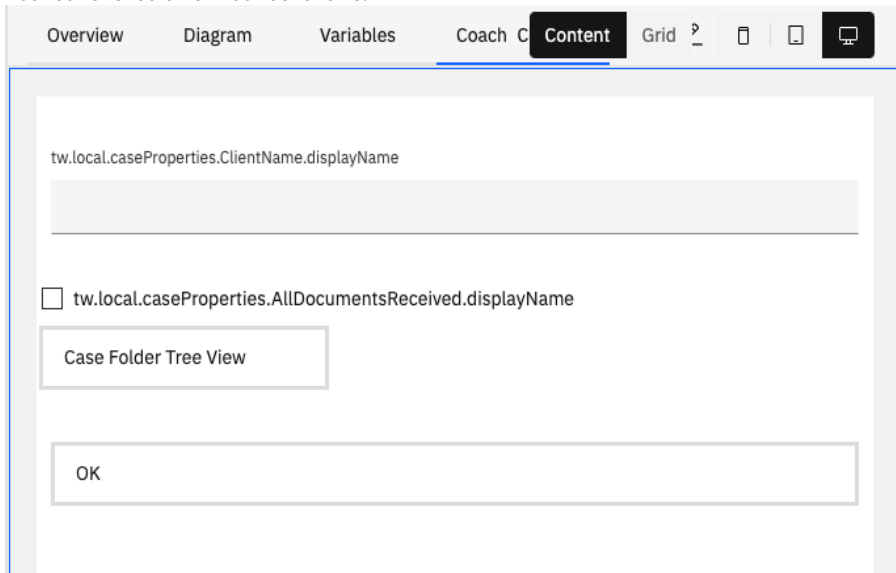 Overview Diagram Variables Coach C Content Grid
tw.local.caseProperties.ClientName.displayName
tw.local.caseProperties.AllDocumentsReceived.displayName
Case Folder Tree View
OK